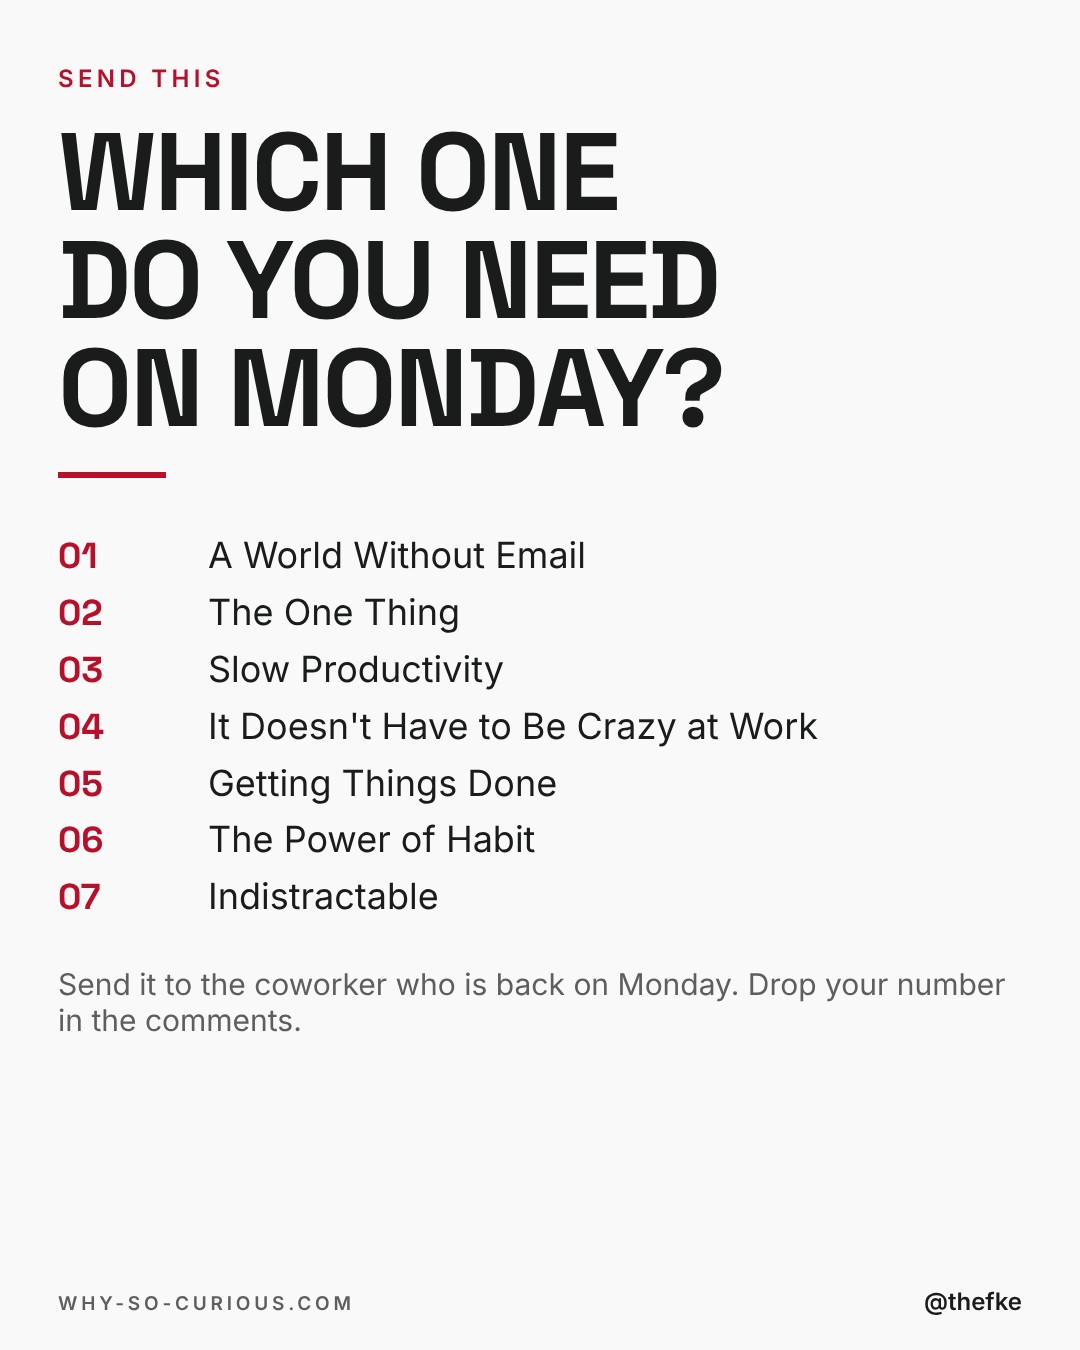 SEND THIS
WHICH ONE
DO YOU NEED
ON MONDAY?
01 A World Without Email
02 The One Thing
03 Slow Productivity
04 It Doesn't Have to Be Crazy at Work
05 Getting Things Done
06 The Power of Habit
07 Indistractable
Send it to the coworker who is back on Monday. Drop your number
in the comments.
WHY-SO-CURIOUS.COM
@thefke